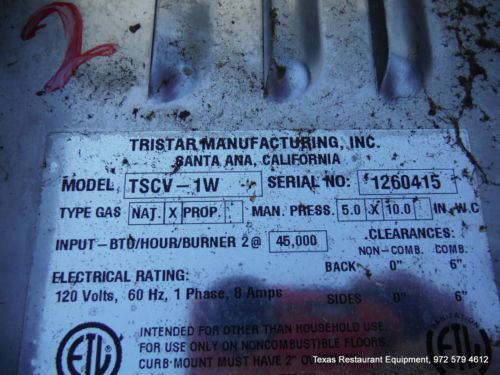 2
TRISTAR MANUFACTURING, INC.
SANTA ANA, CALIFORNIA
MODEL TSCV-1W SERIAL NO: 1260415
TYPE GAS NAT. X PROP. MAN. PRESS. 5.0 X 10.0 IN. W.C
INPUT-BTU/HOUR/BURNER 2@ 45,000 CLEARANCES:
NON-COMB. COMB.
BACK 0" 6"
ELECTRICAL RATING:
120 Volts, 60 Hz, 1 Phase, 8 Amps
SIDES 0" 6"
INTENDED FOR OTHER THAN HOUSEHOLD USE.
FOR USE ONLY ON NONCOMBUSTIBLE FLOORS.
CURB-MOUNT MUST HAVE 2"
ETL
ETL
Texas Restaurant Equipment, 972 579 4612